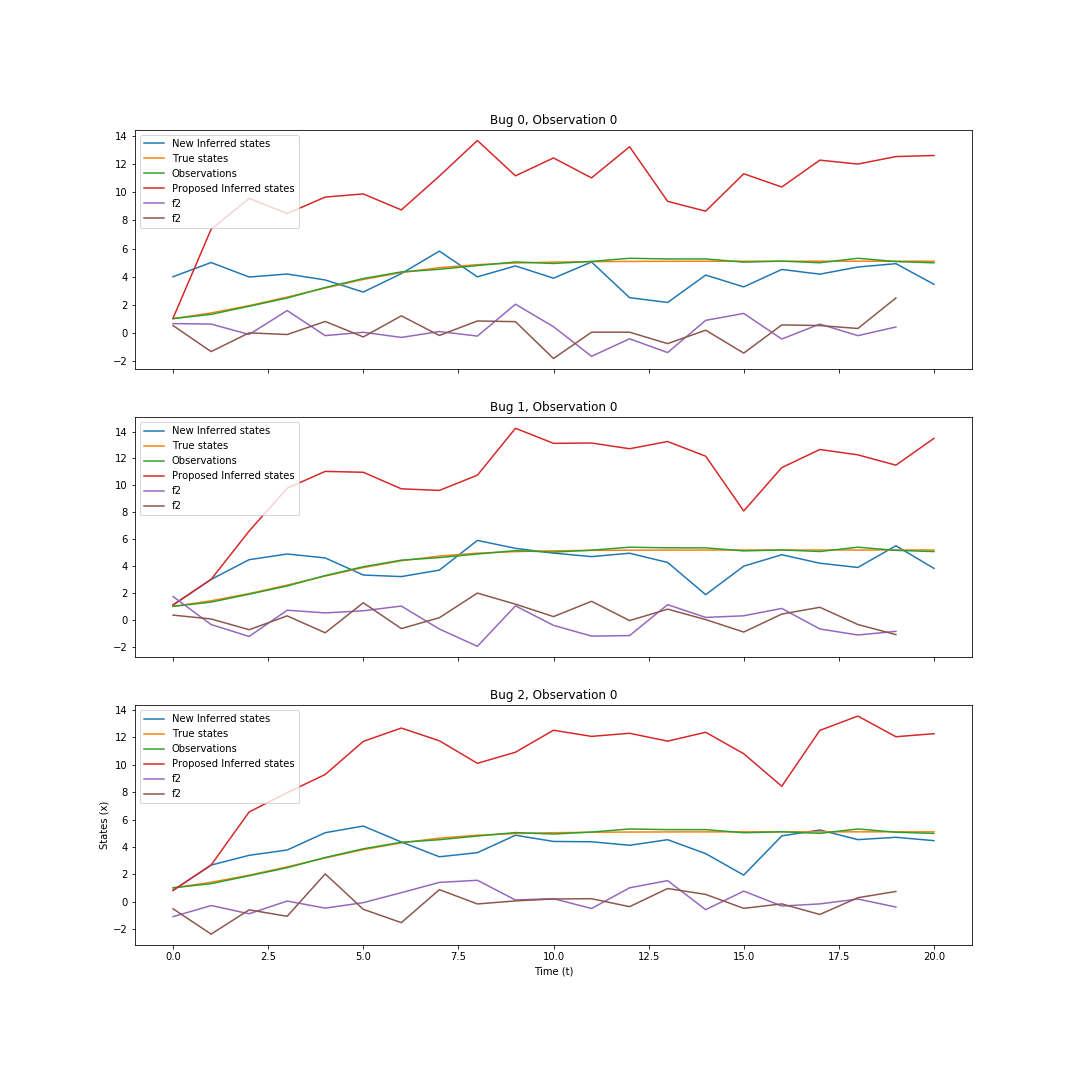 Bug 0, Observation 0
14
12
10
8
6
4
2
0
−2
New Inferred states
True states
Observations
Proposed Inferred states
f2
f2
Bug 1, Observation 0
14
12
10
8
6
4
2
0
−2
New Inferred states
True states
Observations
Proposed Inferred states
f2
f2
Bug 2, Observation 0
14
12
10
8
6
4
2
0
−2
States (x)
New Inferred states
True states
Observations
Proposed Inferred states
f2
f2
0.0 2.5 5.0 7.5 10.0 12.5 15.0 17.5 20.0
Time (t)